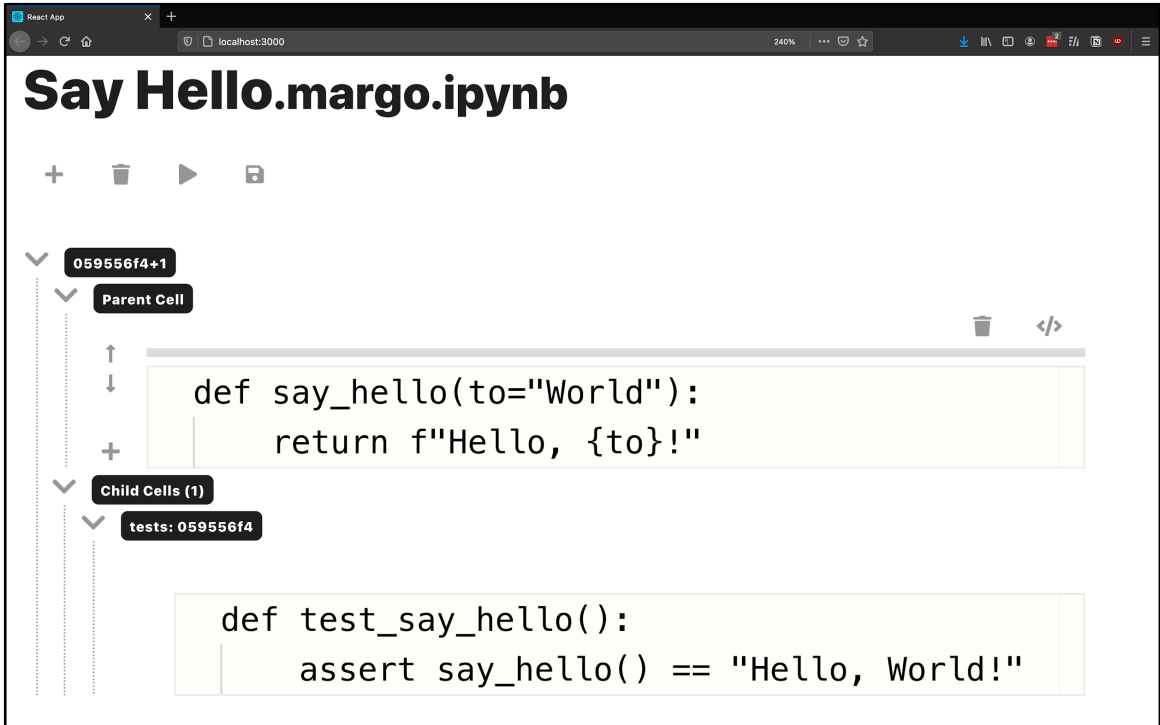 React App
localhost:3000
240%
2
Say Hello.margo.ipynb
059556f4+1
Parent Cell
</>
def say_hello(to="World"):
return f"Hello, {to}!"
Child Cells (1)
tests: 059556f4
def test_say_hello():
assert say_hello() == "Hello, World!"